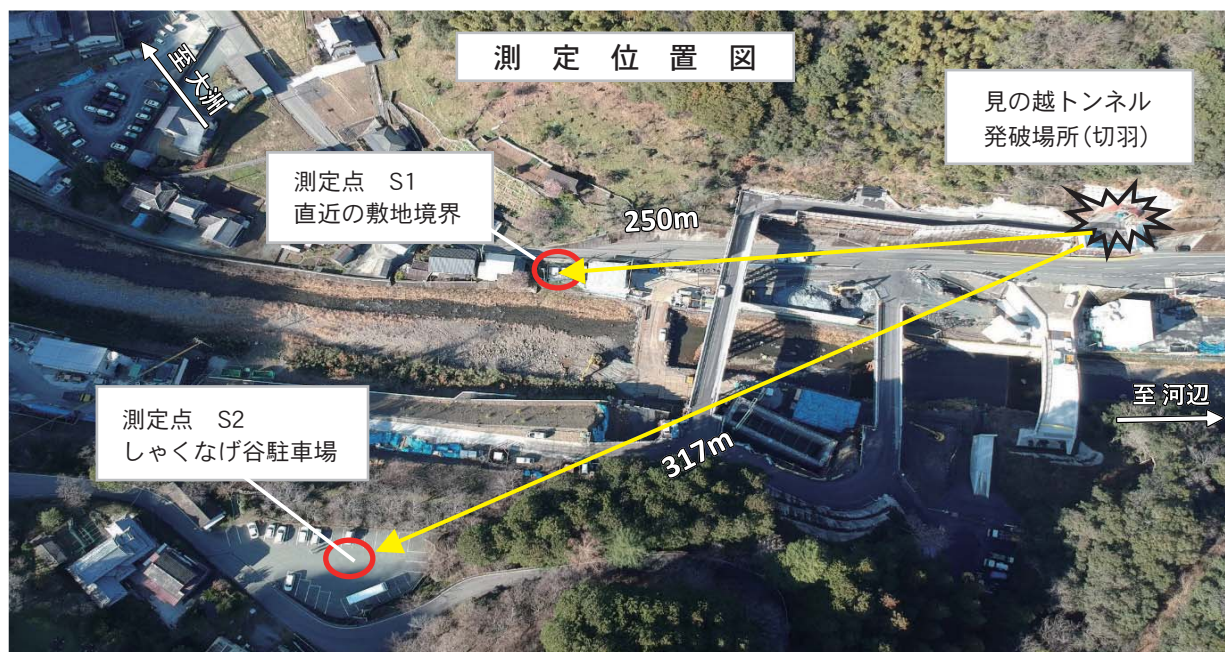 測定位置図
至 大洲
見の越トンネル
発破場所(切羽)
測定点 S1
直近の敷地境界
250m
至 河辺
測定点 S2
しゃくなげ谷駐車場
317m